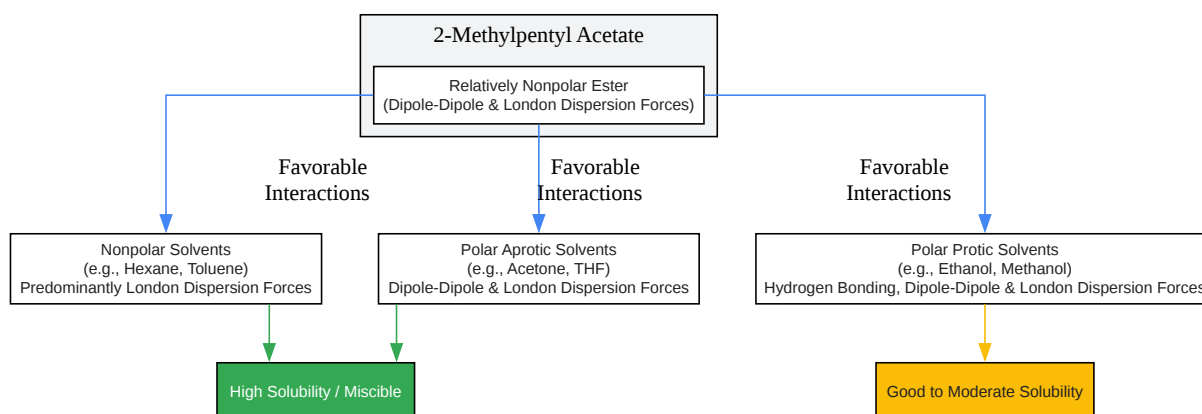 2-Methylpentyl Acetate
Relatively Nonpolar Ester
(Dipole-Dipole & London Dispersion Forces)
Favorable
Interactions
Favorable
Interactions
Favorable
Interactions
Nonpolar Solvents
(e.g., Hexane, Toluene)
Predominantly London Dispersion Forces
Polar Aprotic Solvents
(e.g., Acetone, THF)
Dipole-Dipole & London Dispersion Forces
Polar Protic Solvents
(e.g., Ethanol, Methanol)
Hydrogen Bonding, Dipole-Dipole & London Dispersion Forces
High Solubility / Miscible
Good to Moderate Solubility